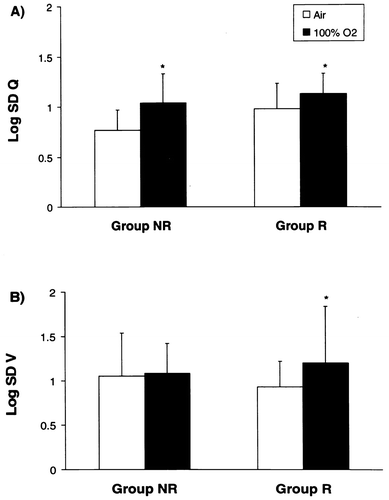 A)
2
1.5
1
0.5
0
Log SD Q
Air
100% O2
*
*
Group NR
Group R
B)
2
1.5
1
0.5
0
Log SD V
*
Group NR
Group R